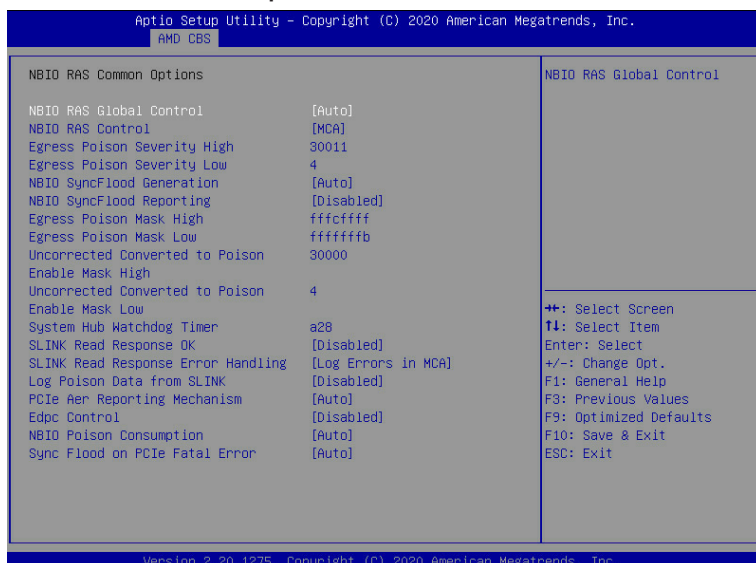 Aptio Setup Utility – Copyright (C) 2020 American Megatrends, Inc.
AMD CBS
NBIO RAS Common Options
NBIO RAS Global Control [Auto]
NBIO RAS Control [MCA]
Egress Poison Severity High 30011
Egress Poison Severity Low 4
NBIO SyncFlood Generation [Auto]
NBIO SyncFlood Reporting [Disabled]
Egress Poison Mask High fffcffff
Egress Poison Mask Low fffffffb
Uncorrected Converted to Poison 30000
Enable Mask High
Uncorrected Converted to Poison 4
Enable Mask Low
System Hub Watchdog Timer a28
SLINK Read Response OK [Disabled]
SLINK Read Response Error Handling [Log Errors in MCA]
Log Poison Data from SLINK [Disabled]
PCIe Aer Reporting Mechanism [Auto]
Edpc Control [Disabled]
NBIO Poison Consumption [Auto]
Sync Flood on PCIe Fatal Error [Auto]
NBIO RAS Global Control
→←: Select Screen
↑↓: Select Item
Enter: Select
+/-: Change Opt.
F1: General Help
F3: Previous Values
F9: Optimized Defaults
F10: Save & Exit
ESC: Exit
Version 2.20.1275. Copyright (C) 2020 American Megatrends, Inc.